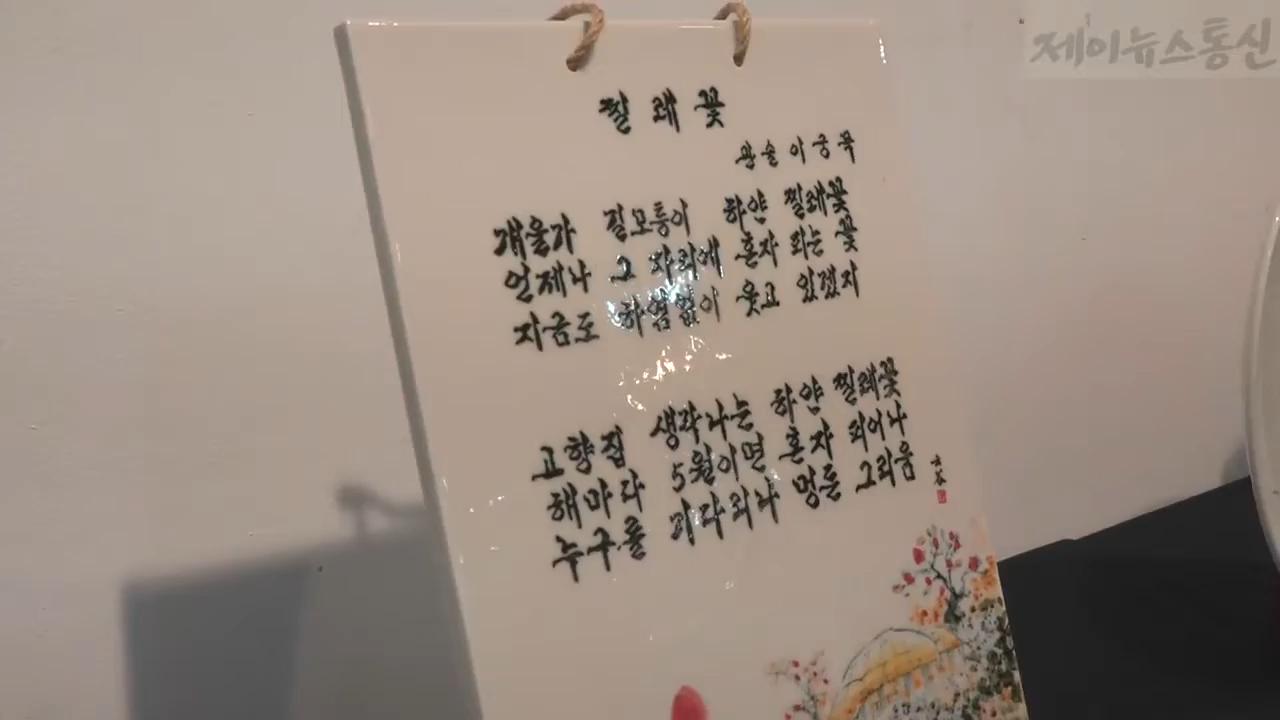 제이뉴스통신
찔레꽃
관솔 이궁묵
개울가 길모퉁이 하얀 찔레꽃
언제나 그 자리에 혼자 피는 꽃
지금도 하염없이 웃고 있겠지
고향집 생각나는 하얀 찔레꽃
해마다 5월이면 혼자 피어나
누구를 기다리나 멍든 그리움